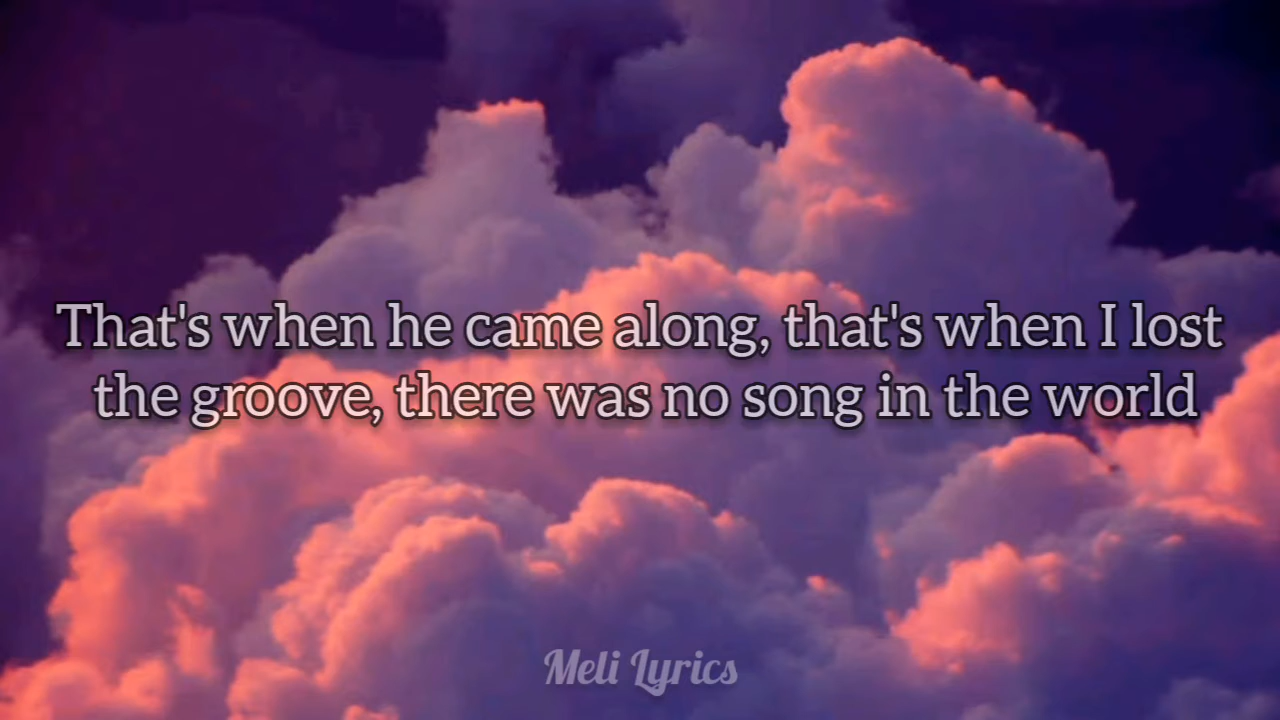 That's when he came along, that's when I lost
the groove, there was no song in the world
Meli Lyrics